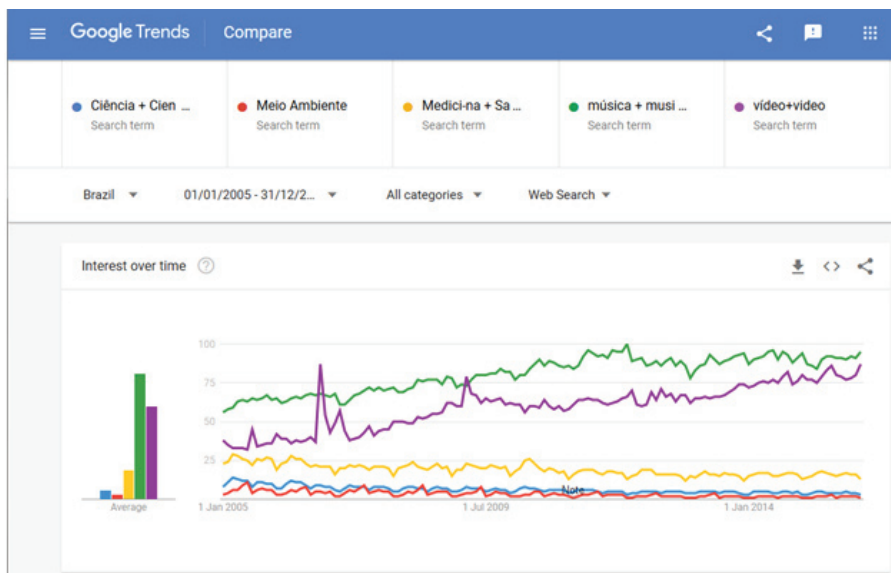 Google Trends Compare
Ciência + Cien ...
Search term
Meio Ambiente
Search term
Medici-na + Sa ...
Search term
música + musi ...
Search term
vídeo+video
Search term
Brazil 01/01/2005 - 31/12/2... All categories Web Search
Interest over time
100
75
50
25
Note
Average
1 Jan 2005
1 Jul 2009
1 Jan 2014